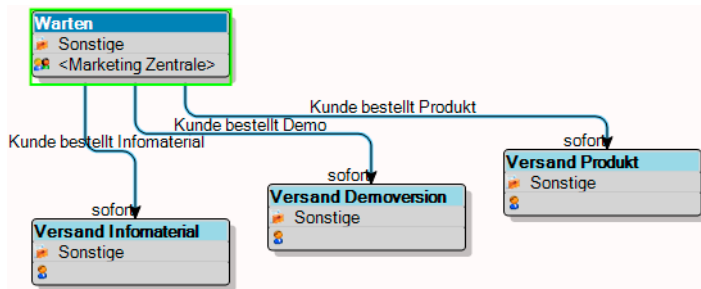 Warten
Sonstige
<Marketing Zentrale>
Kunde bestellt Produkt
Kunde bestellt Demo
Kunde bestellt Infomaterial
sofort
Versand Produkt
Sonstige
sofort
Versand Demoversion
Sonstige
sofort
Versand Infomaterial
Sonstige